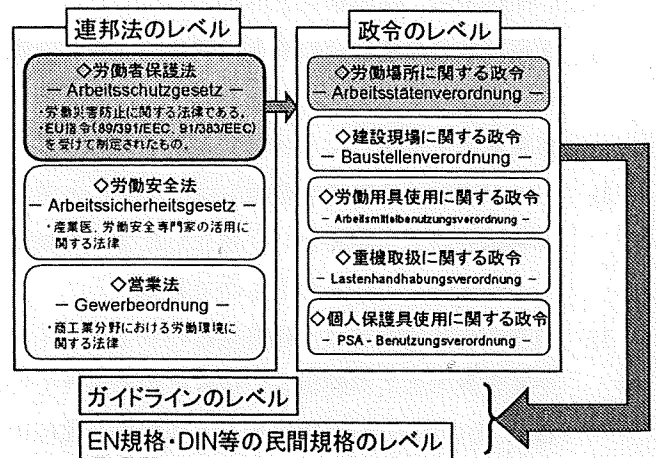 連邦法のレベル
◇労働者保護法
― Arbeitsschutzgesetz ―
・労働災害防止に関する法律である。
・EU指令(89/391/EEC, 91/383/EEC)
を受けて制定されたもの。
◇労働安全法
― Arbeitssicherheitsgesetz ―
・産業医、労働安全専門家の活用に
関する法律
◇営業法
― Gewerbeordnung ―
・商工業分野における労働環境に
関する法律
政令のレベル
◇労働場所に関する政令
― Arbeitsstätenverordnung ―
◇建設現場に関する政令
― Baustellenverordnung ―
◇労働用具使用に関する政令
― Arbeitsmittelbenutzungsverordnung ―
◇重機取扱に関する政令
― Lastenhandhabungsverordnung ―
◇個人保護具使用に関する政令
― PSA - Benutzungsverordnung ―
ガイドラインのレベル
EN規格・DIN等の民間規格のレベル